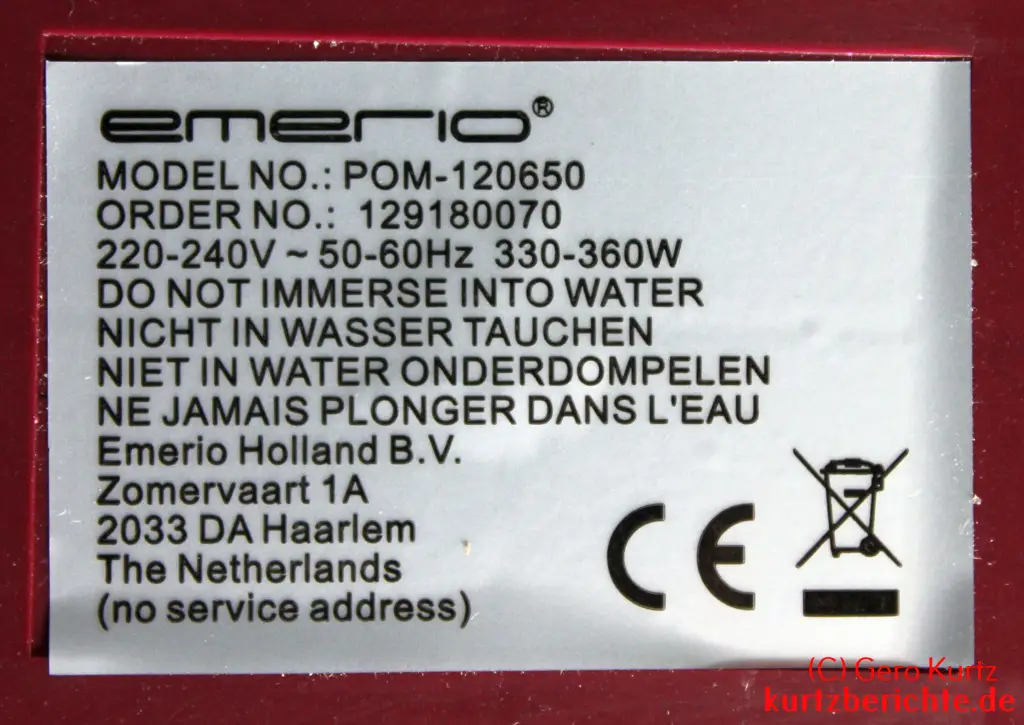 emerio®
MODEL NO.: POM-120650
ORDER NO.: 129180070
220-240V ~ 50-60Hz 330-360W
DO NOT IMMERSE INTO WATER
NICHT IN WASSER TAUCHEN
NIET IN WATER ONDERDOMPELEN
NE JAMAIS PLONGER DANS L'EAU
Emerio Holland B.V.
Zomervaart 1A
2033 DA Haarlem
The Netherlands
(no service address)
CE
(C) Gero Kurtz
kurtzberichte.de